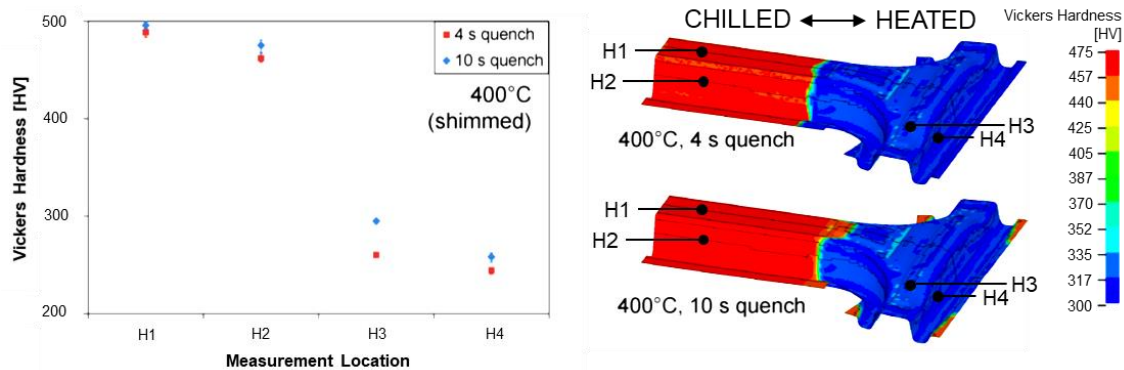 500
400
300
200
Vickers Hardness [HV]
4 s quench
10 s quench
400°C
(shimmed)
H1
H2
H3
H4
Measurement Location
CHILLED
HEATED
H1
H2
H3
H4
400°C, 4 s quench
H1
H2
H3
H4
400°C, 10 s quench
Vickers Hardness
[HV]
475
457
440
425
405
387
370
352
335
317
300